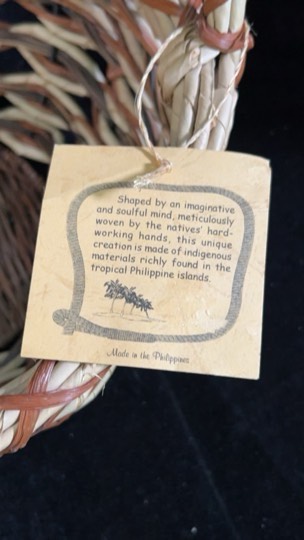 Shaped by an imaginative
and soulful mind, meticulously
woven by the natives' hard-
working hands, this unique
creation is made of indigenous
materials richly found in the
tropical Philippine islands.
Made in the Philippines